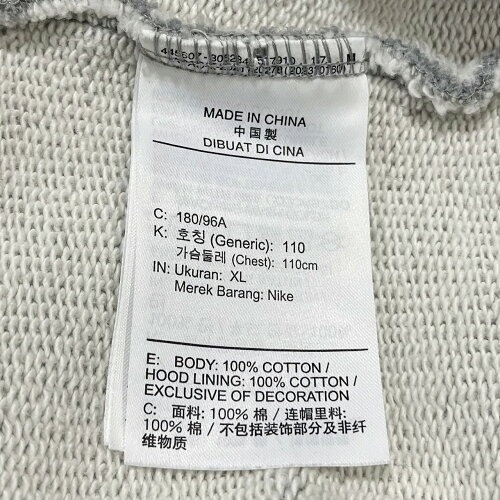 MADE IN CHINA
中国製
DIBUAT DI CINA
C: 180/96A
K: 호칭 (Generic): 110
가슴둘레 (Chest): 110cm
IN: Ukuran: XL
Merek Barang: Nike
E: BODY: 100% COTTON /
HOOD LINING: 100% COTTON /
EXCLUSIVE OF DECORATION
C: 面料: 100% 棉 / 连帽里料:
100% 棉 / 不包括装饰部分及非纤
维物质